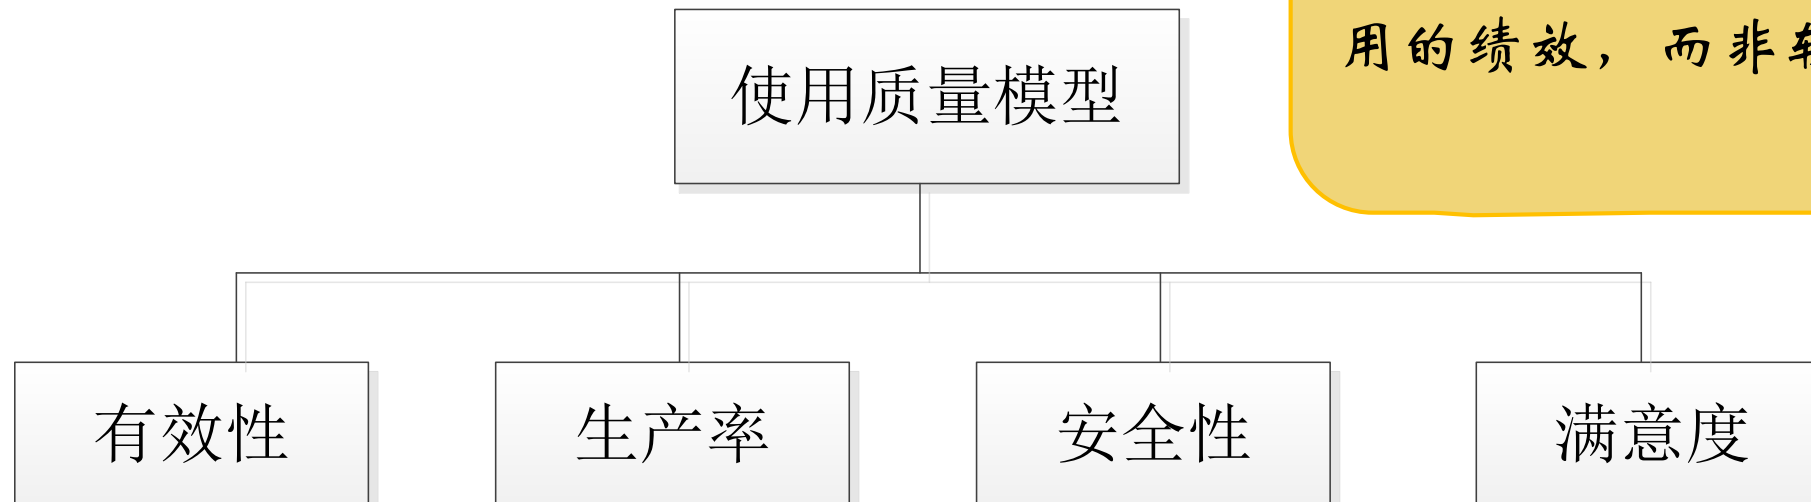 用的绩效，而非
使用质量模型
有效性
生产率
安全性
满意度